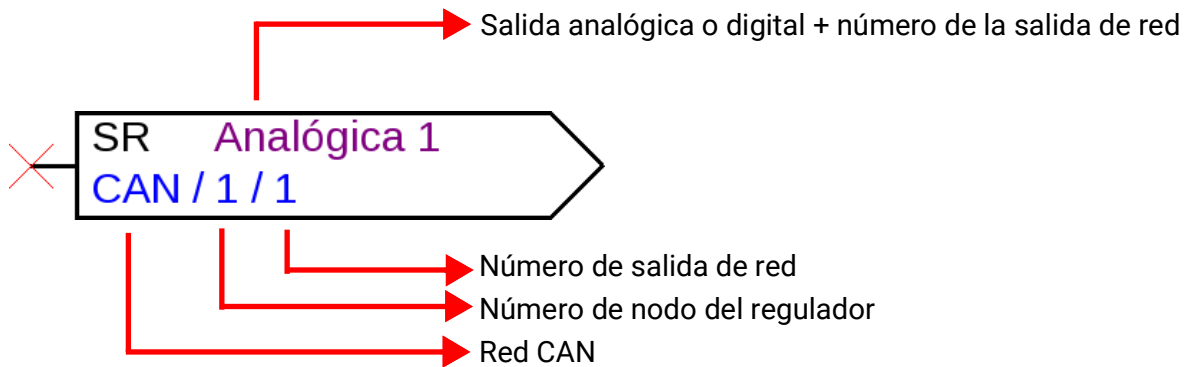 Salida analógica o digital + número de la salida de red
SR Analógica 1
CAN / 1 / 1
Número de salida de red
Número de nodo del regulador
Red CAN